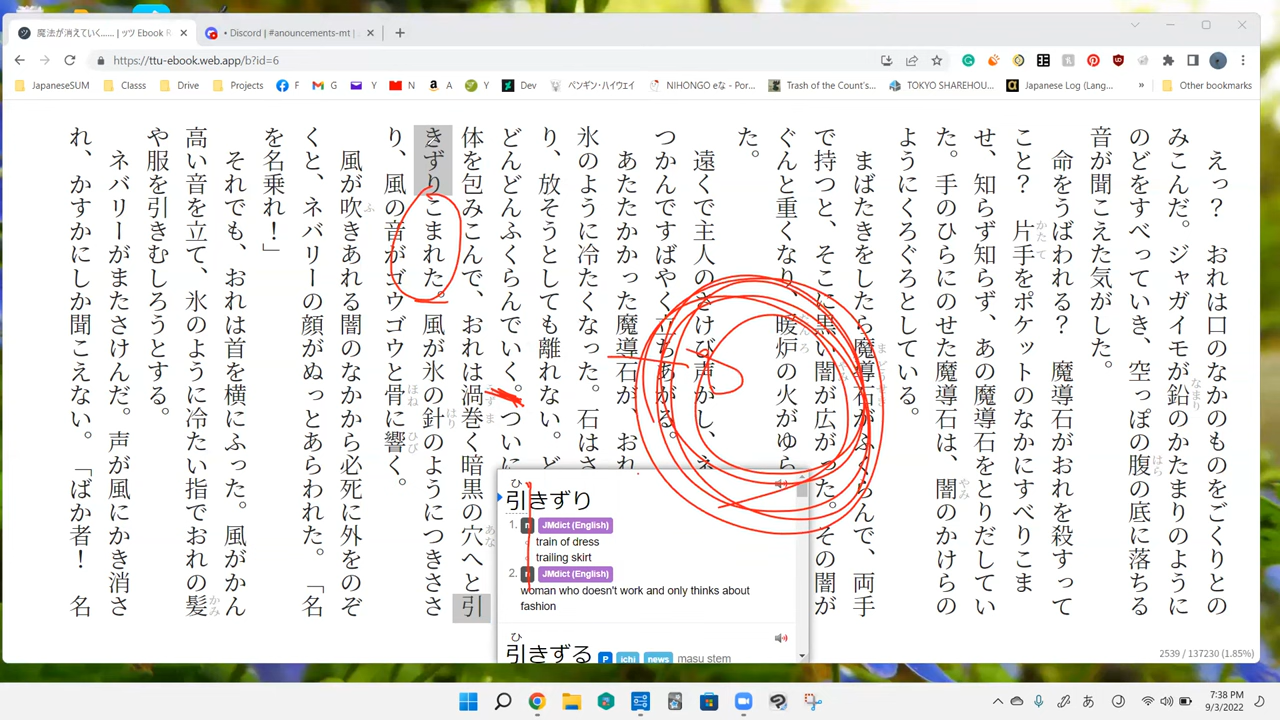 魔法が消えていく...... | ッツ Ebook R
• Discord | #anouncements-mt |
https://ttu-ebook.web.app/b?id=6
JapaneseSUM
Classs
Drive
Projects
F
G
Y
N
A
Y
Dev
ペンギン・ハイウェイ
NIHONGO eな - Por...
Trash of the Count's...
TOKYO SHAREHOU...
Japanese Log (Lang...
»
Other bookmarks
えっ？　おれは口のなかのものをごくりとの
みこんだ。ジャガイモが鉛のかたまりのように
のどをすべっていき、空っぽの腹の底に落ちる
音が聞こえた気がした。
命をうばわれる？　魔導石がおれを殺すって
こと？　片手をポケットのなかにすべりこま
せ、知らず知らず、あの魔導石をとりだしてい
た。手のひらにのせた魔導石は、闇のかけらの
ようにくろぐろとしている。
まばたきをしたら魔導石がふくらんで、両手
で持つと、そこに黒い闇が広がった。その闇が
ぐんと重くなり、暖炉の火がゆら
た。
遠くで主人のさけび声がし、ネ
つかんですばやく立ちあがる。
あたたかかった魔導石が、おれ
氷のように冷たくなった。石はさ
り、放そうとしても離れない。ど
どんどんふくらんでいく。ついに
体を包みこんで、おれは渦巻く暗黒の穴へと引
きずりこまれた。風が氷の針のようにつきささ
り、風の音がゴウゴウと骨に響く。
風が吹きあれる闇のなかから必死に外をのぞ
くと、ネバリーの顔がぬっとあらわれた。「名
を名乗れ！」
それでも、おれは首を横にふった。風がかん
高い音を立て、氷のように冷たい指でおれの髪
や服を引きむしろうとする。
ネバリーがまたさけんだ。声が風にかき消さ
れ、かすかにしか聞こえない。「ばか者！　名
ひ
引きずり
1. n JMdict (English)
train of dress
trailing skirt
2. n JMdict (English)
woman who doesn't work and only thinks about
fashion
ひ
引きずる P ichi news masu stem
2539 / 137230 (1.85%)
7:38 PM
9/3/2022